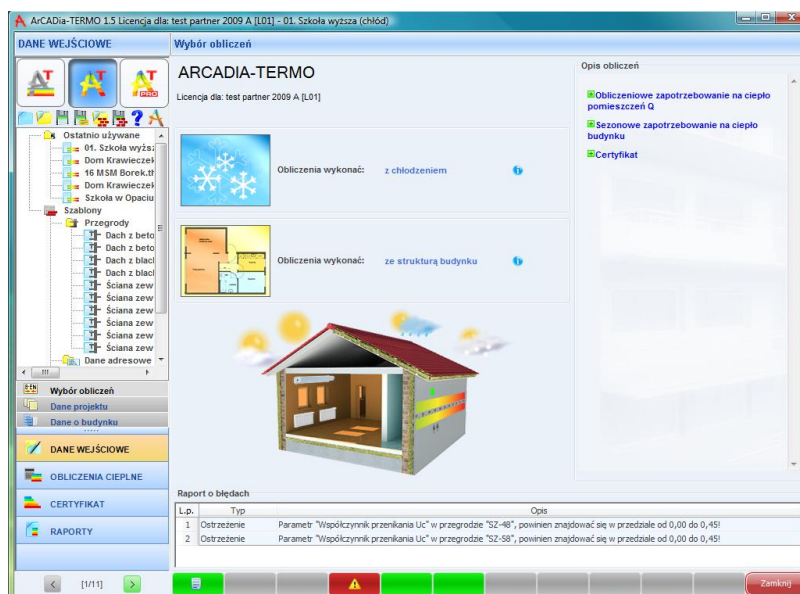 ArCADia-TERMO 1.5 Licencja dla: test partner 2009 A [L01] - 01. Szkoła wyższa (chłód)
DANE WEJŚCIOWE
Wybór obliczeń
T
T
T
PRO
Ostatnio używane
01. Szkoła wyższ
Dom Krawieczek
16 MSM Borek.th
Dom Krawieczek
Szkoła w Opaciu
Szablony
Przegrody
Dach z beto
Dach z beto
Dach z blach
Dach z blach
Ściana zew
Ściana zew
Ściana zew
Ściana zew
Dane adresowe
Wybór obliczeń
Dane projektu
Dane o budynku
DANE WEJŚCIOWE
OBLICZENIA CIEPLNE
CERTYFIKAT
RAPORTY
[1/11]
ARCADIA-TERMO
Licencja dla: test partner 2009 A [L01]
Obliczenia wykonać: z chłodzeniem
Obliczenia wykonać: ze strukturą budynku
Opis obliczeń
Obliczeniowe zapotrzebowanie na ciepło
pomieszczeń Q
Sezonowe zapotrzebowanie na ciepło
budynku
Certyfikat
Raport o błędach
L.p. Typ Opis
1 Ostrzeżenie Parametr "Współczynnik przenikania Uc" w przegrodzie "SZ-48", powinien znajdować się w przedziale od 0,00 do 0,45!
2 Ostrzeżenie Parametr "Współczynnik przenikania Uc" w przegrodzie "SZ-58", powinien znajdować się w przedziale od 0,00 do 0,45!
Zamknij